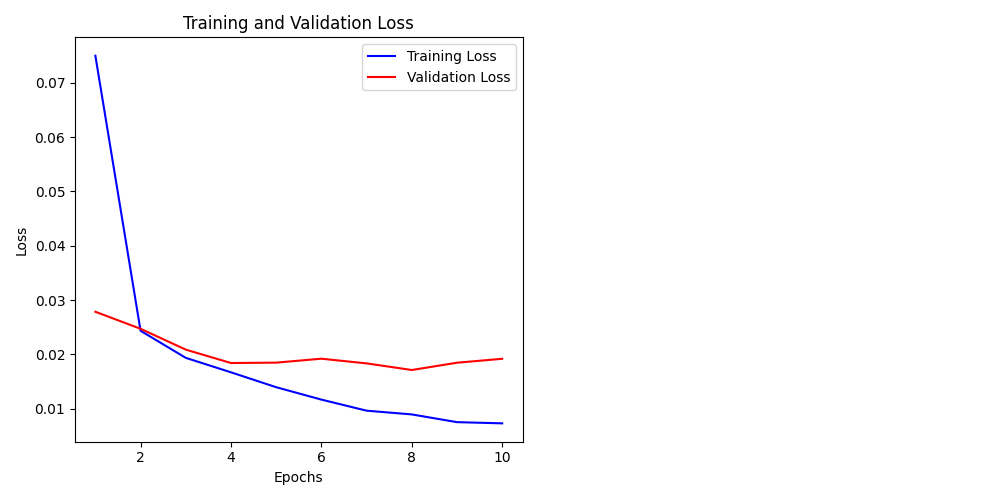 Training and Validation Loss
Training Loss
Validation Loss
0.07
0.06
0.05
0.04
0.03
0.02
0.01
Loss
2 4 6 8 10
Epochs